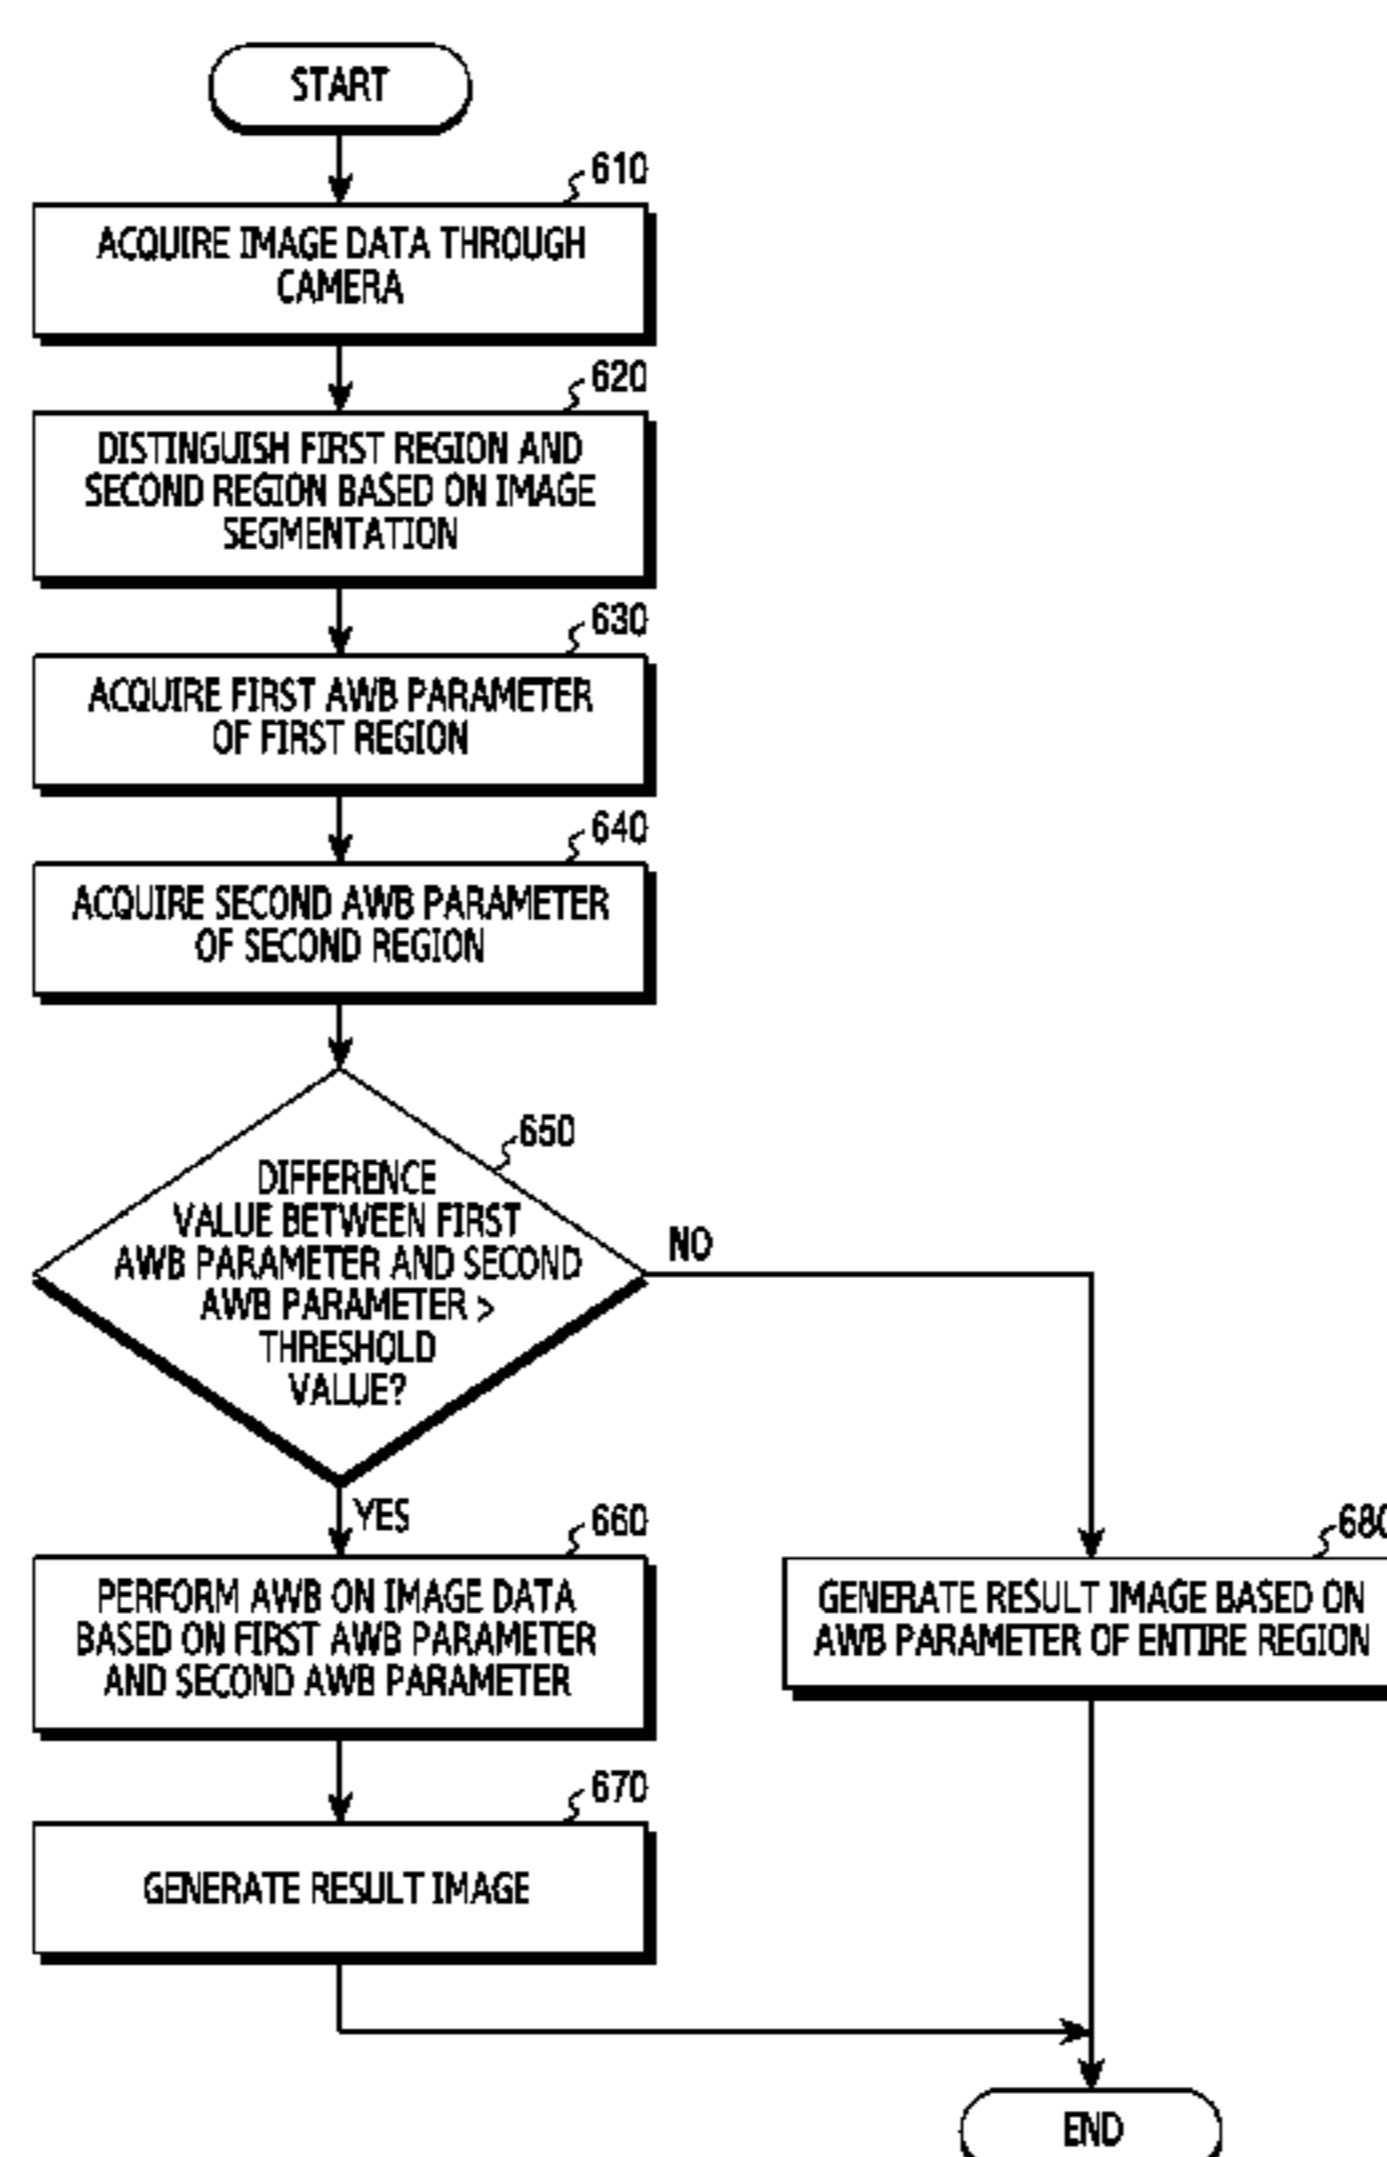 START
610
ACQUIRE IMAGE DATA THROUGH
CAMERA
620
DISTINGUISH FIRST REGION AND
SECOND REGION BASED ON IMAGE
SEGMENTATION
630
ACQUIRE FIRST AWB PARAMETER
OF FIRST REGION
640
ACQUIRE SECOND AWB PARAMETER
OF SECOND REGION
650
DIFFERENCE
VALUE BETWEEN FIRST
AWB PARAMETER AND SECOND
AWB PARAMETER >
THRESHOLD
VALUE?
NO
YES
660
PERFORM AWB ON IMAGE DATA
BASED ON FIRST AWB PARAMETER
AND SECOND AWB PARAMETER
680
GENERATE RESULT IMAGE BASED ON
AWB PARAMETER OF ENTIRE REGION
670
GENERATE RESULT IMAGE
END